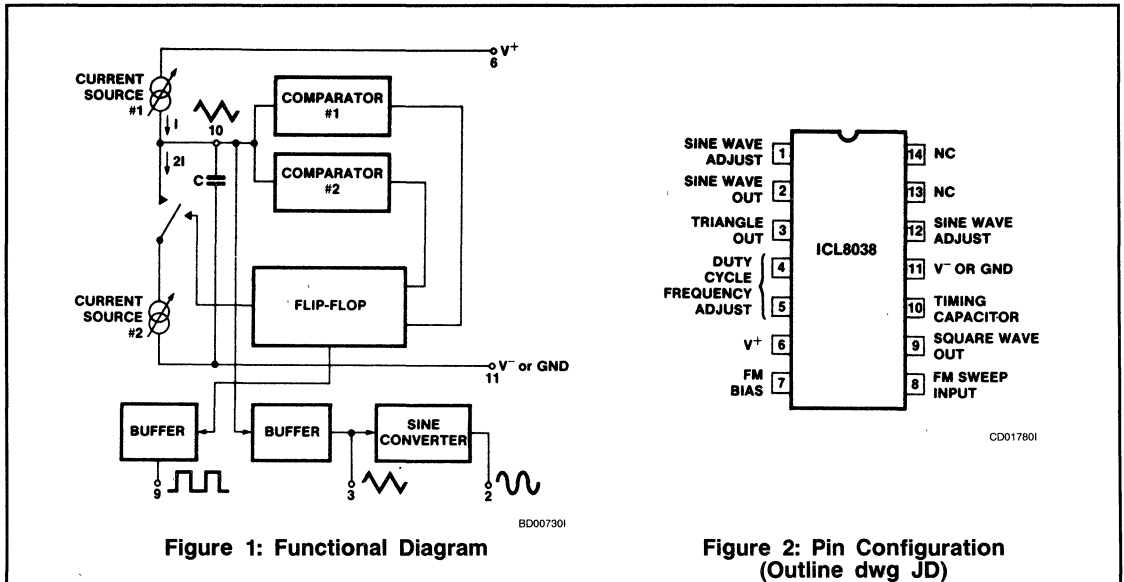 V+
6
CURRENT
SOURCE
#1
I
10
2I
C
COMPARATOR
#1
COMPARATOR
#2
FLIP-FLOP
CURRENT
SOURCE
#2
V- or GND
11
BUFFER
BUFFER
SINE
CONVERTER
9
3
2
BD00730I
Figure 1: Functional Diagram
SINE WAVE
ADJUST
1
SINE WAVE
OUT
2
TRIANGLE
OUT
3
DUTY
CYCLE
FREQUENCY
ADJUST
4
5
V+
6
FM
BIAS
7
ICL8038
14 NC
13 NC
12 SINE WAVE
ADJUST
11 V- OR GND
10 TIMING
CAPACITOR
9 SQUARE WAVE
OUT
8 FM SWEEP
INPUT
CD01780I
Figure 2: Pin Configuration
(Outline dwg JD)